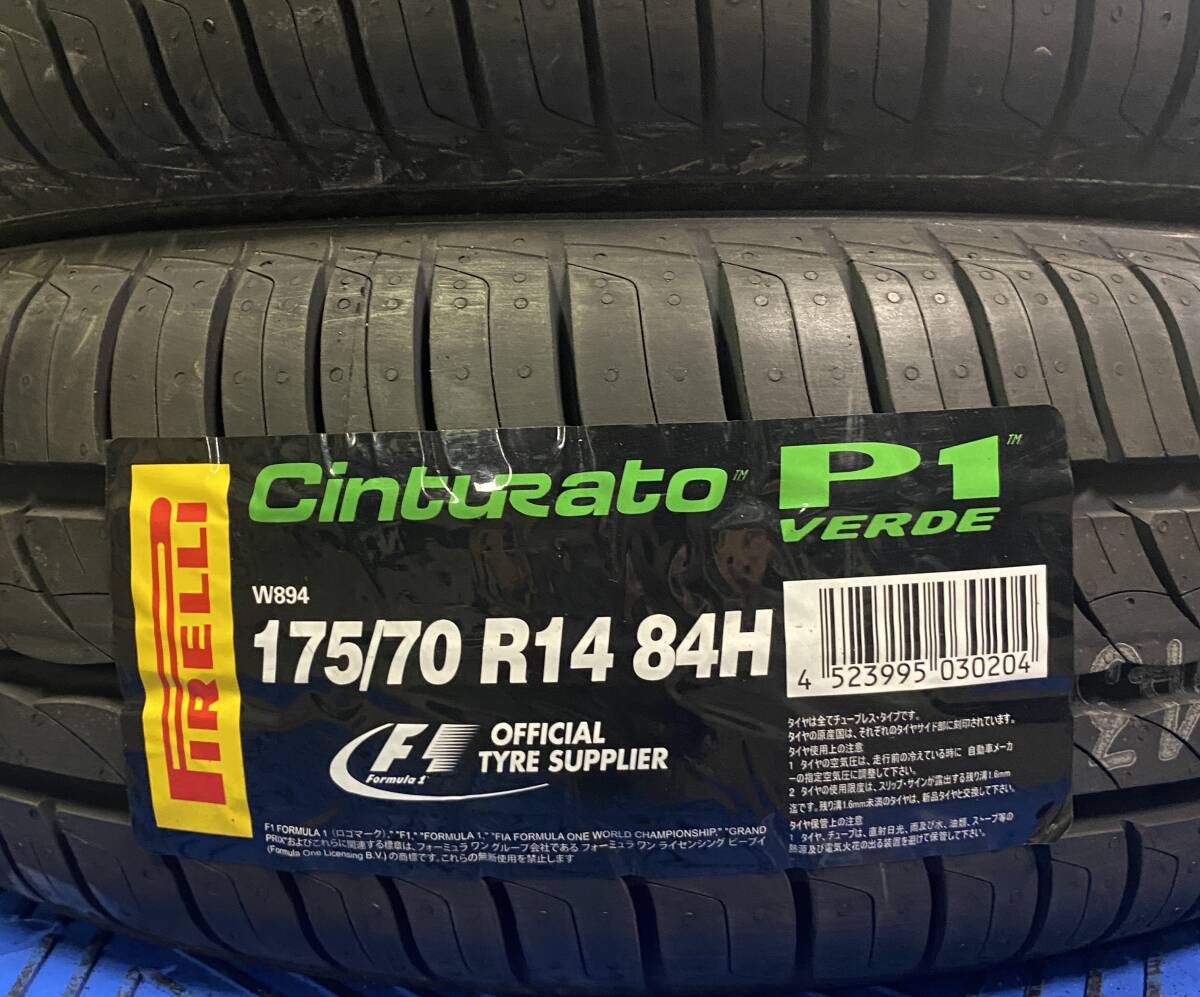 PIRELLI
Cinturato™ P1™
VERDE
W894
175/70 R14 84H
4 523995 030204
F1 Formula 1®
OFFICIAL
TYRE SUPPLIER
タイヤは全てチューブレス・タイプです。
タイヤの原産国は、それぞれのタイヤサイド部に刻印されています。
タイヤ使用上の注意
1 タイヤの空気圧は、走行前の冷えている時に 自動車メーカ
ーの指定空気圧に調整して下さい。
2 タイヤの使用限度は、スリップ・サインが露出する残り溝1.6mm
迄です。残り溝1.6mm未満のタイヤは、新品タイヤと交換して下さい。
タイヤ保管上の注意
1 タイヤ、チューブは、直射日光、雨及び水、油類、ストーブ等の
熱源及び電気火花の出る装置を避けて保管して下さい。
F1 FORMULA 1 (ロゴマーク)," "F1," "FORMULA 1," "FIA FORMULA ONE WORLD CHAMPIONSHIP," "GRAND
PRIX"およびこれらに関連する標章は、フォーミュラ ワン グループ会社である フォーミュラ ワン ライセンシング ビーブイ
(Formula One Licensing B.V.) の商標です。これらの無断使用を禁止します